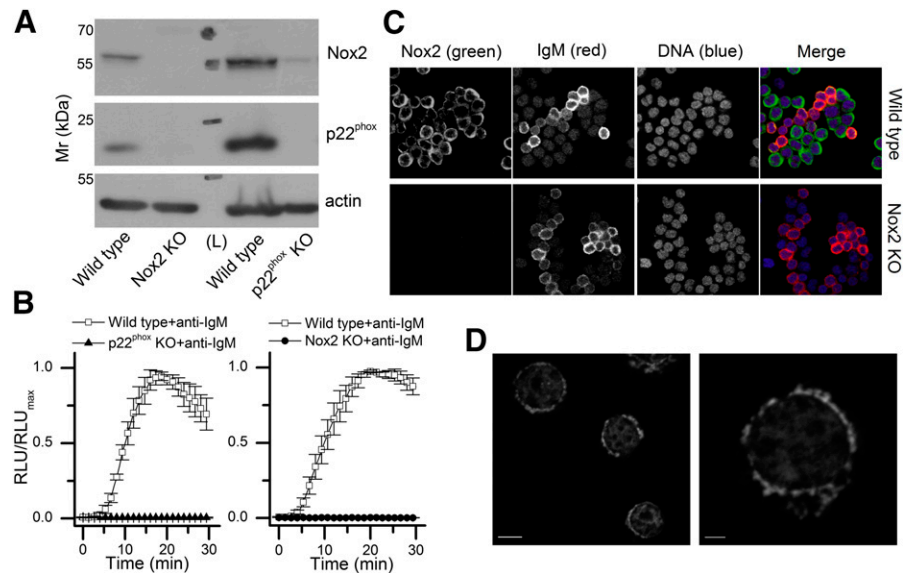 A
70
55
Nox2
Mr (kDa)
25
p22phox
55
actin
Wild type
Nox2 KO
(L)
Wild type
p22phox KO
B
Wild type+anti-IgM
p22phox KO+anti-IgM
Wild type+anti-IgM
Nox2 KO+anti-IgM
RLU/RLUmax
1.0
0.5
0.0
0 10 20 30
Time (min)
1.0
0.5
0.0
0 10 20 30
Time (min)
C
Nox2 (green) IgM (red) DNA (blue) Merge
Wild type
Nox2 KO
D